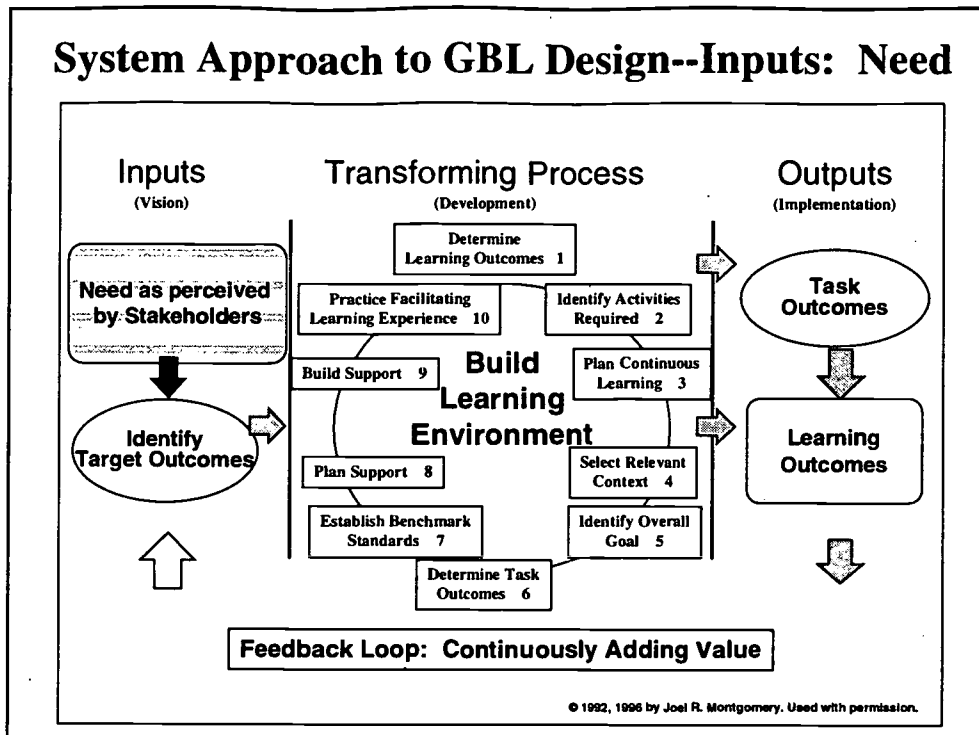 System Approach to GBL Design--Inputs: Need
Inputs
(Vision)
Transforming Process
(Development)
Outputs
(Implementation)
Need as perceived
by Stakeholders
Identify
Target Outcomes
Determine
Learning Outcomes 1
Practice Facilitating
Learning Experience 10
Identify Activities
Required 2
Build Support 9
Plan Continuous
Learning 3
Build
Learning
Environment
Plan Support 8
Select Relevant
Context 4
Establish Benchmark
Standards 7
Identify Overall
Goal 5
Determine Task
Outcomes 6
Task
Outcomes
Learning
Outcomes
Feedback Loop: Continuously Adding Value
© 1992, 1996 by Joel R. Montgomery. Used with permission.